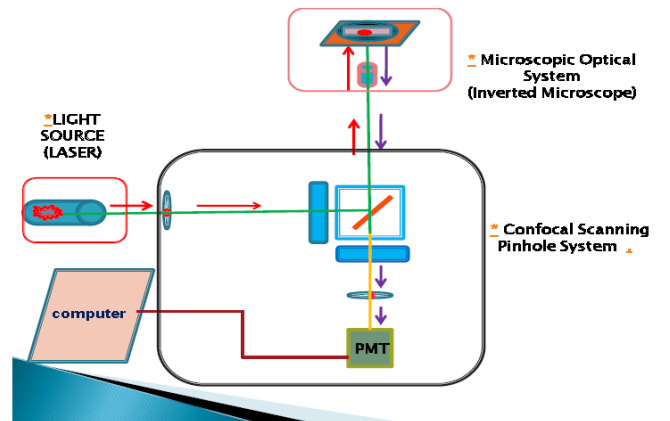 * Microscopic Optical
System
(Inverted Microscope)
*LIGHT
SOURCE
(LASER)
* Confocal Scanning
Pinhole System .
computer
PMT